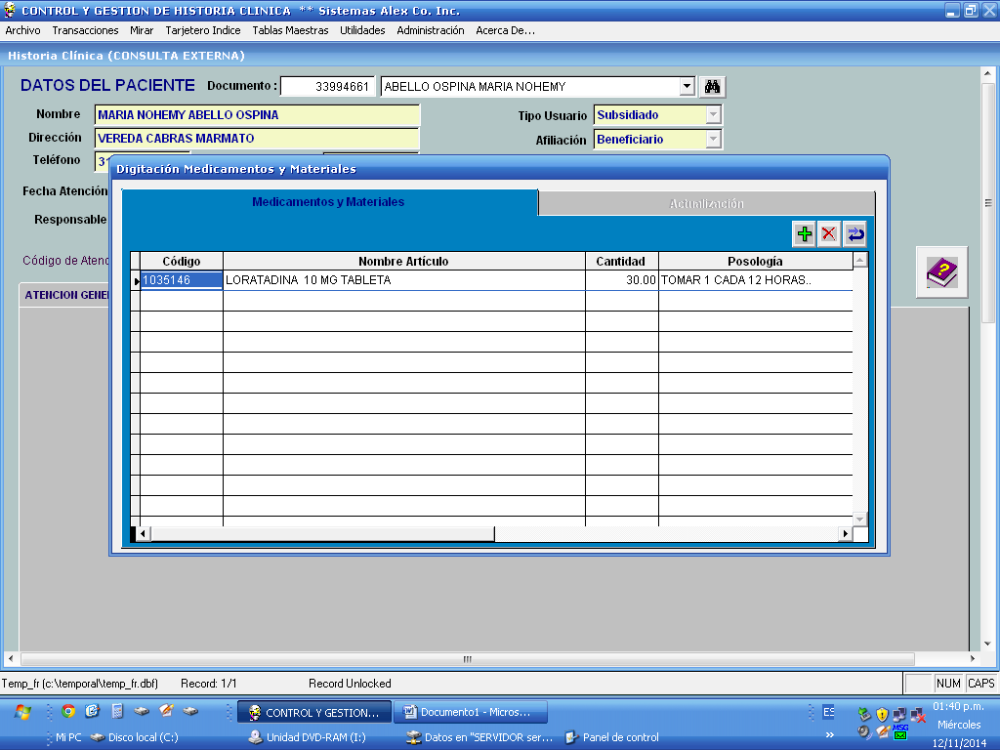 CONTROL Y GESTION DE HISTORIA CLINICA ** Sistemas Alex Co. Inc.
Archivo Transacciones Mirar Tarjetero Indice Tablas Maestras Utilidades Administración Acerca De...
Historia Clínica (CONSULTA EXTERNA)
DATOS DEL PACIENTE Documento : 33994661 ABELLO OSPINA MARIA NOHEMY
Nombre MARIA NOHEMY ABELLO OSPINA Tipo Usuario Subsidiado
Dirección VEREDA CABRAS MARMATO Afiliación Beneficiario
Teléfono 31
Digitación Medicamentos y Materiales
Fecha Atención
Medicamentos y Materiales Actualización
Responsable
Código de Atenc
Código Nombre Artículo Cantidad Posología
1035146 LORATADINA 10 MG TABLETA 30.00 TOMAR 1 CADA 12 HORAS..
ATENCION GENE
Temp_fr (c:\temporal\temp_fr.dbf) Record: 1/1 Record Unlocked NUM CAPS
CONTROL Y GESTION... Documento1 - Micros... ES 01:40 p.m.
Mi PC Disco local (C:) Unidad DVD-RAM (I:) Datos en "SERVIDOR ser... Panel de control » MSG Miércoles
12/11/2014